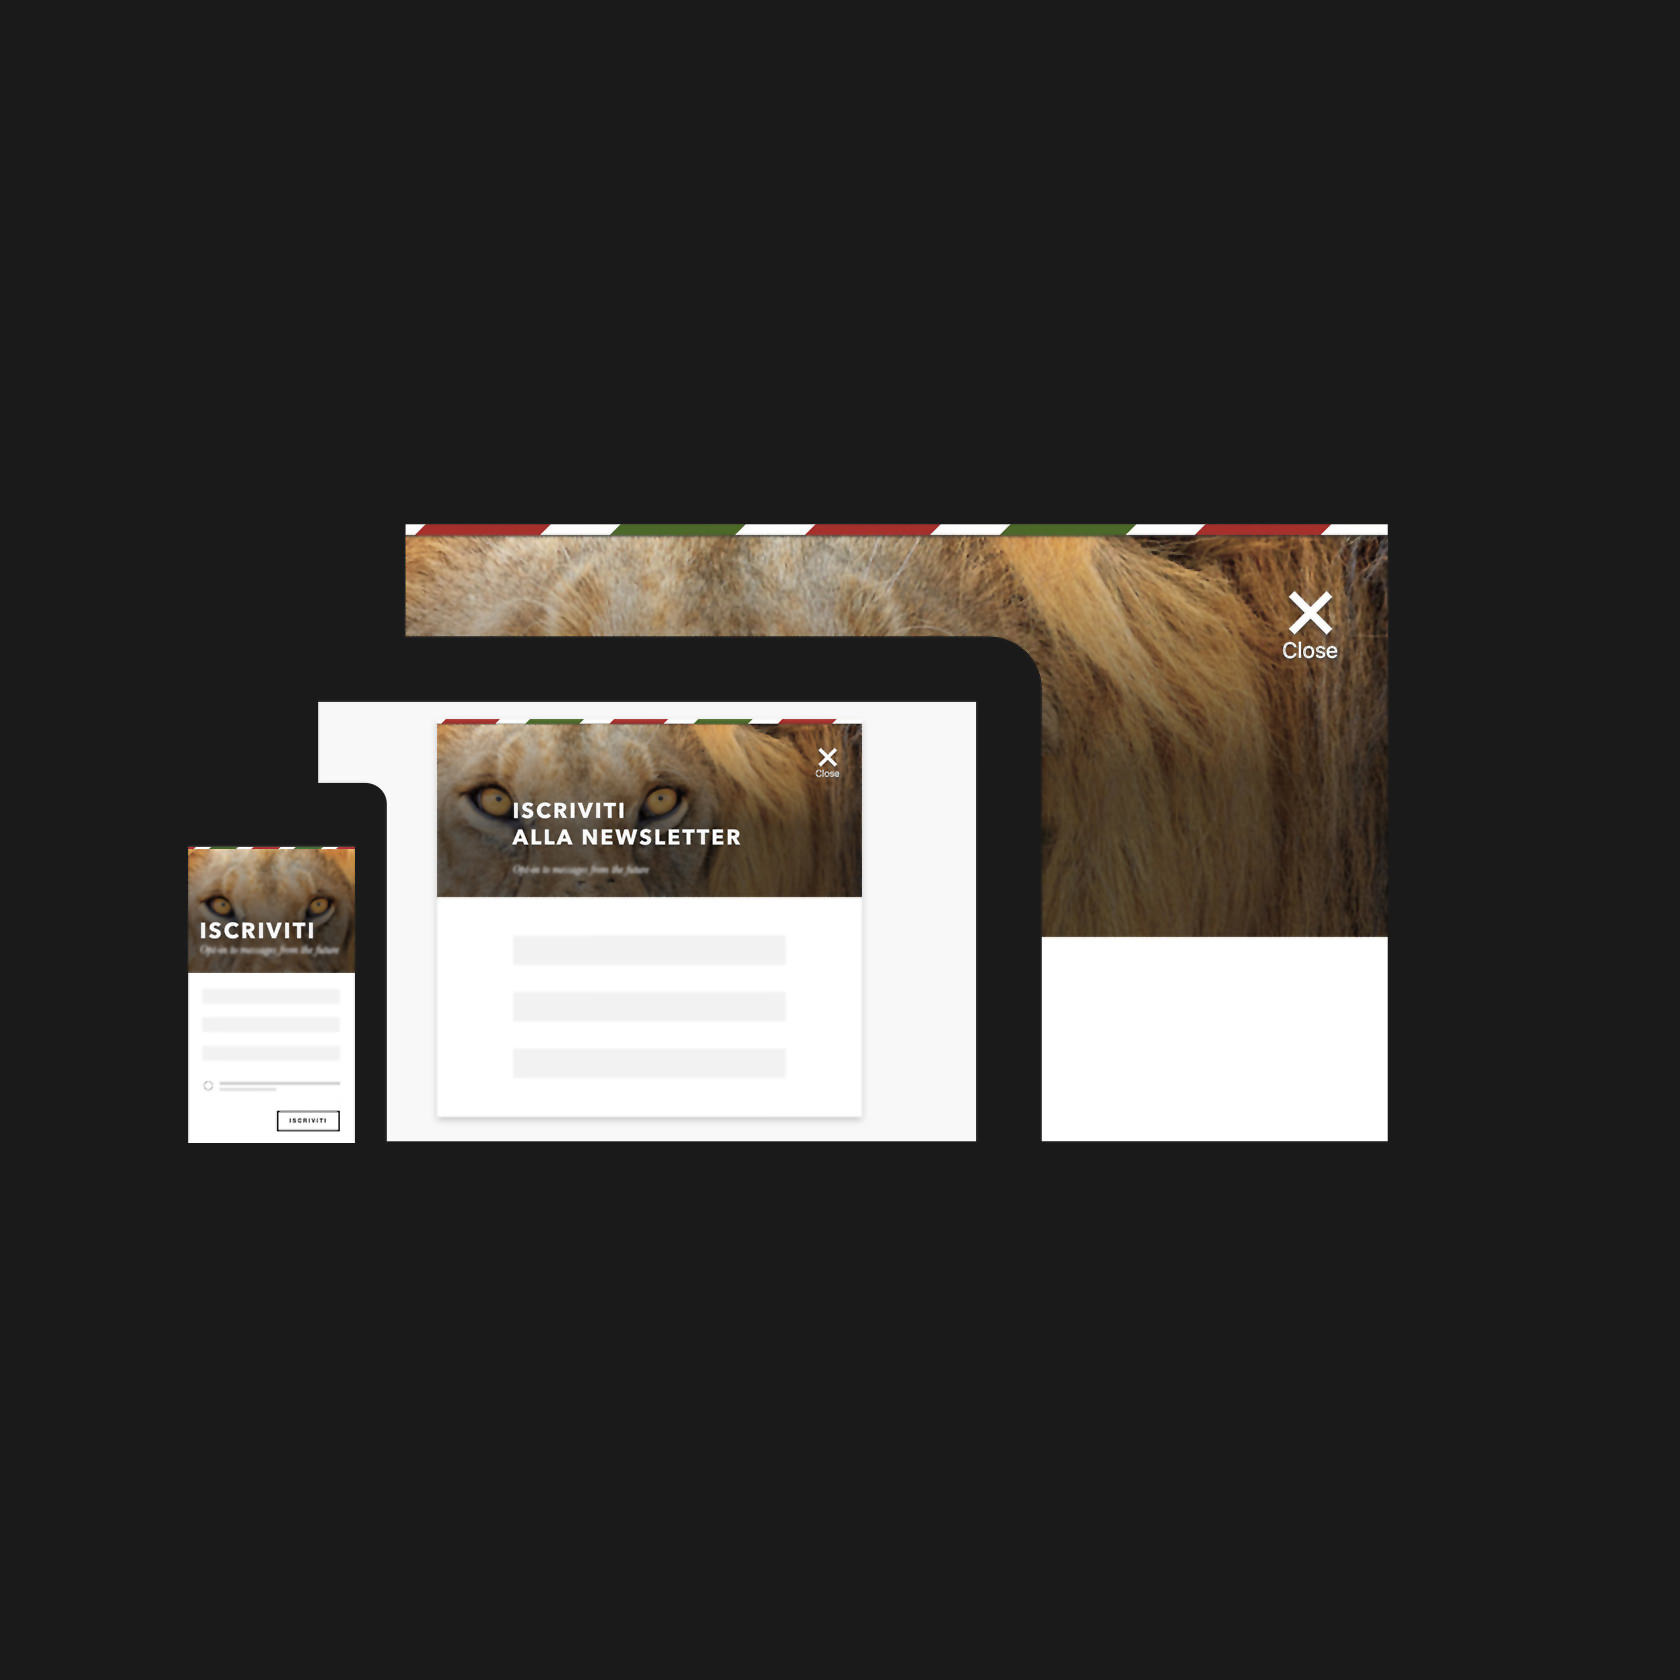 Close
Close
ISCRIVITI
ALLA NEWSLETTER
Opt-in to messages from the future
ISCRIVITI
Opt-in to messages from the future
ISCRIVITI